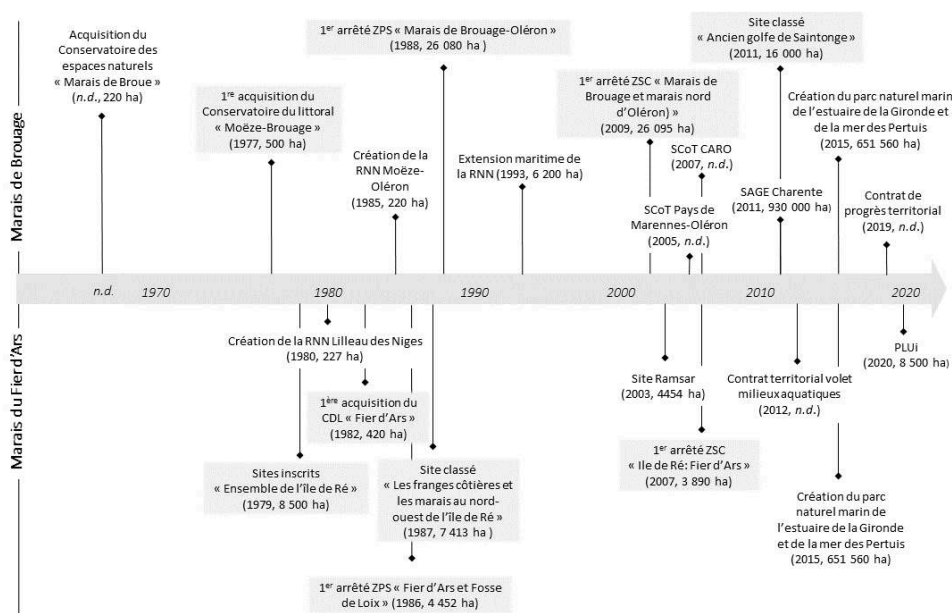 Marais de Brouage
Acquisition du
Conservatoire des
espaces naturels
« Marais de Broue »
(n.d., 220 ha)
1re acquisition du
Conservatoire du littoral
« Moëze-Brouage »
(1977, 500 ha)
Création de la
RNN Moëze-
Oléron
(1985, 220 ha)
1er arrêté ZPS « Marais de Brouage-Oléron »
(1988, 26 080 ha )
Extension maritime de
la RNN (1993, 6 200 ha)
1er arrêté ZSC « Marais de
Brouage et marais nord
d’Oléron) »
(2009, 26 095 ha)
SCoT CARO
(2007, n.d.)
SCoT Pays de
Marennes-Oléron
(2005, n.d.)
Site classé
« Ancien golfe de Saintonge »
(2011, 16 000 ha)
SAGE Charente
(2011, 930 000 ha)
Création du parc naturel marin
de l’estuaire de la Gironde et
de la mer des Pertuis
(2015, 651 560 ha)
Contrat de
progrès territorial
(2019, n.d.)
n.d. 1970 1980 1990 2000 2010 2020
Marais du Fier d’Ars
Création de la RNN Lilleau des Niges
(1980, 227 ha)
1ère acquisition du
CDL « Fier d’Ars »
(1982, 420 ha)
Sites inscrits
« Ensemble de l’île de Ré »
(1979, 8 500 ha)
Site classé
« Les franges côtières et
les marais au nord-
ouest de l’île de Ré »
(1987, 7 413 ha)
1er arrêté ZPS « Fier d’Ars et Fosse
de Loix » (1986, 4 452 ha)
Site Ramsar
(2003, 4454 ha)
1er arrêté ZSC
« Ile de Ré: Fier d’Ars »
(2007, 3 890 ha)
Contrat territorial volet
milieux aquatiques
(2012, n.d.)
Création du parc
naturel marin de
l’estuaire de la Gironde
et de la mer des Pertuis
(2015, 651 560 ha)
PLUi
(2020, 8 500 ha)